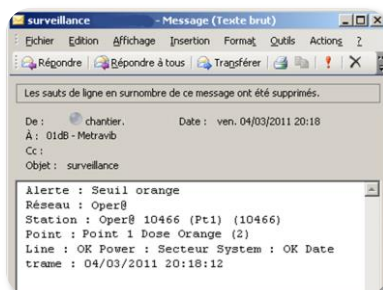 surveillance - Message (Texte brut)
Fichier Edition Affichage Insertion Format Outils Actions ?
Répondre Répondre à tous Transférer
Les sauts de ligne en surnombre de ce message ont été supprimés.
De : chantier. Date : ven. 04/03/2011 20:18
À : 01dB - Metravib
Cc :
Objet : surveillance
Alerte : Seuil orange
Réseau : Oper@
Station : Oper@ 10466 (Pt1) (10466)
Point : Point 1 Dose Orange (2)
Line : OK Power : Secteur System : OK Date
trame : 04/03/2011 20:18:12